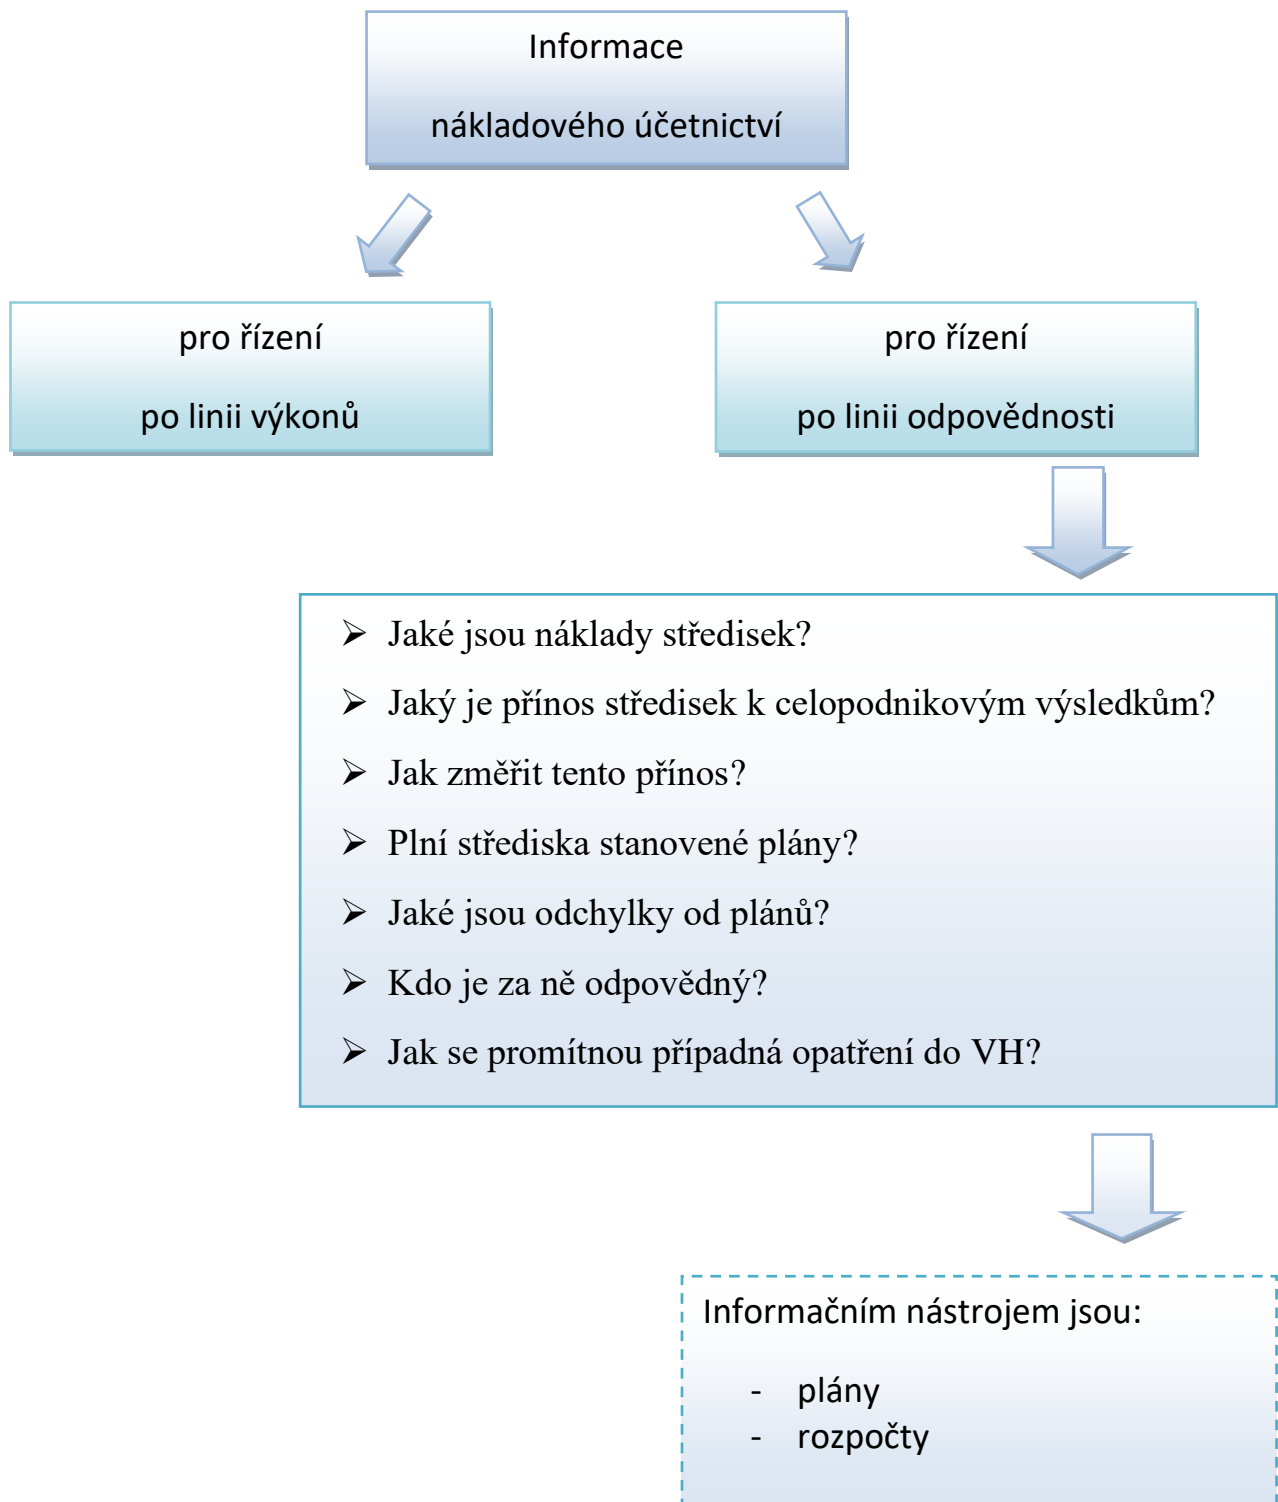 Informace
nákladového účetnictví
pro řízení
po linii výkonů
pro řízení
po linii odpovědnosti
➢ Jaké jsou náklady středisek?
➢ Jaký je přínos středisek k celopodnikovým výsledkům?
➢ Jak změřit tento přínos?
➢ Plní střediska stanovené plány?
➢ Jaké jsou odchylky od plánů?
➢ Kdo je za ně odpovědný?
➢ Jak se promítnou případná opatření do VH?
Informačním nástrojem jsou:
- plány
- rozpočty